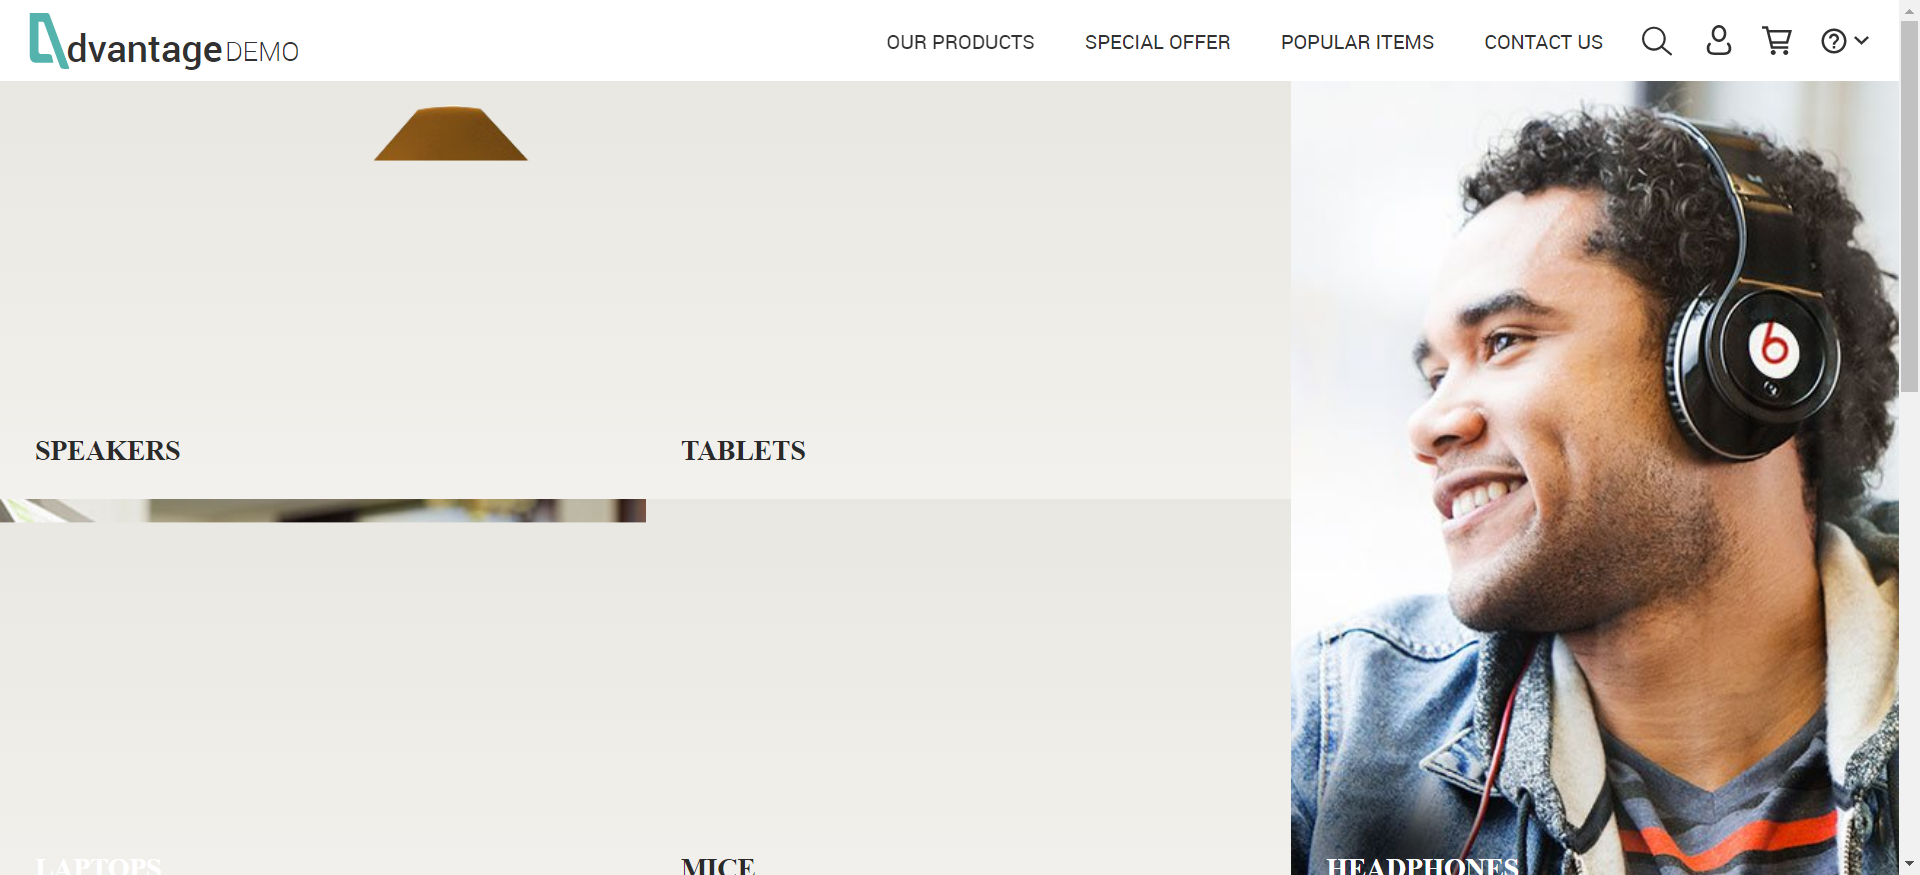 dvantage DEMO
OUR PRODUCTS
SPECIAL OFFER
POPULAR ITEMS
CONTACT US
SPEAKERS
TABLETS
LAPTOPS
MICE
HEADPHONES